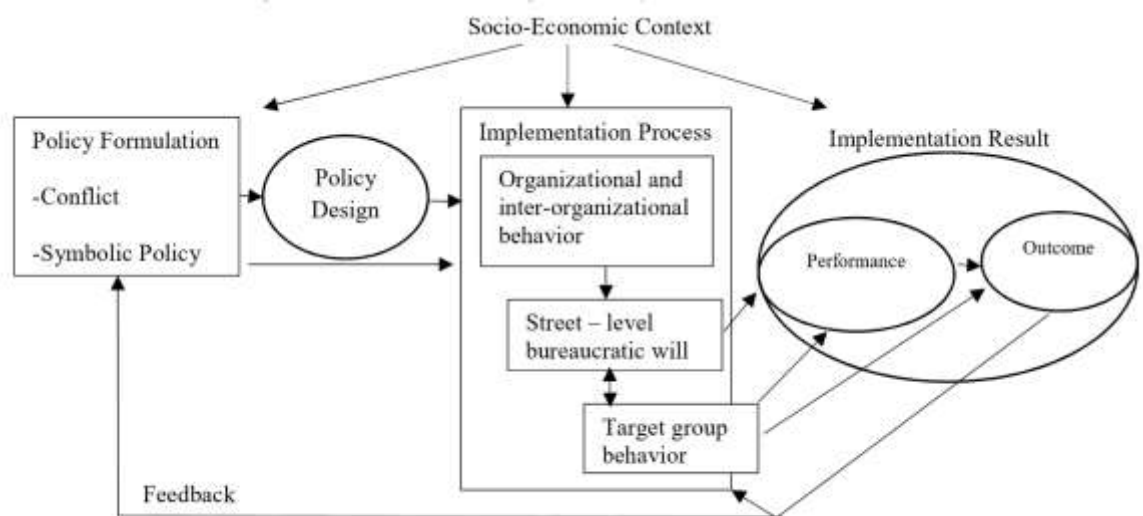 Socio-Economic Context
Policy Formulation
-Conflict
-Symbolic Policy
Policy
Design
Implementation Process
Organizational and
inter-organizational
behavior
Street – level
bureaucratic will
Target group
behavior
Implementation Result
Performance
Outcome
Feedback